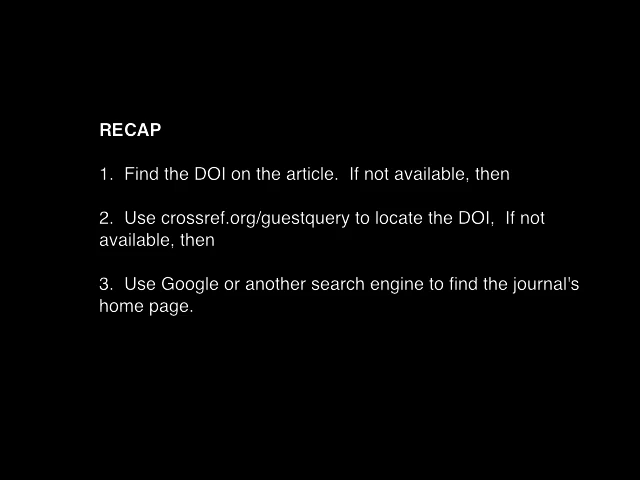 RECAP
1.  Find the DOI on the article.  If not available, then
2.  Use crossref.org/guestquery to locate the DOI,  If not
available, then
3.  Use Google or another search engine to find the journal's
home page.